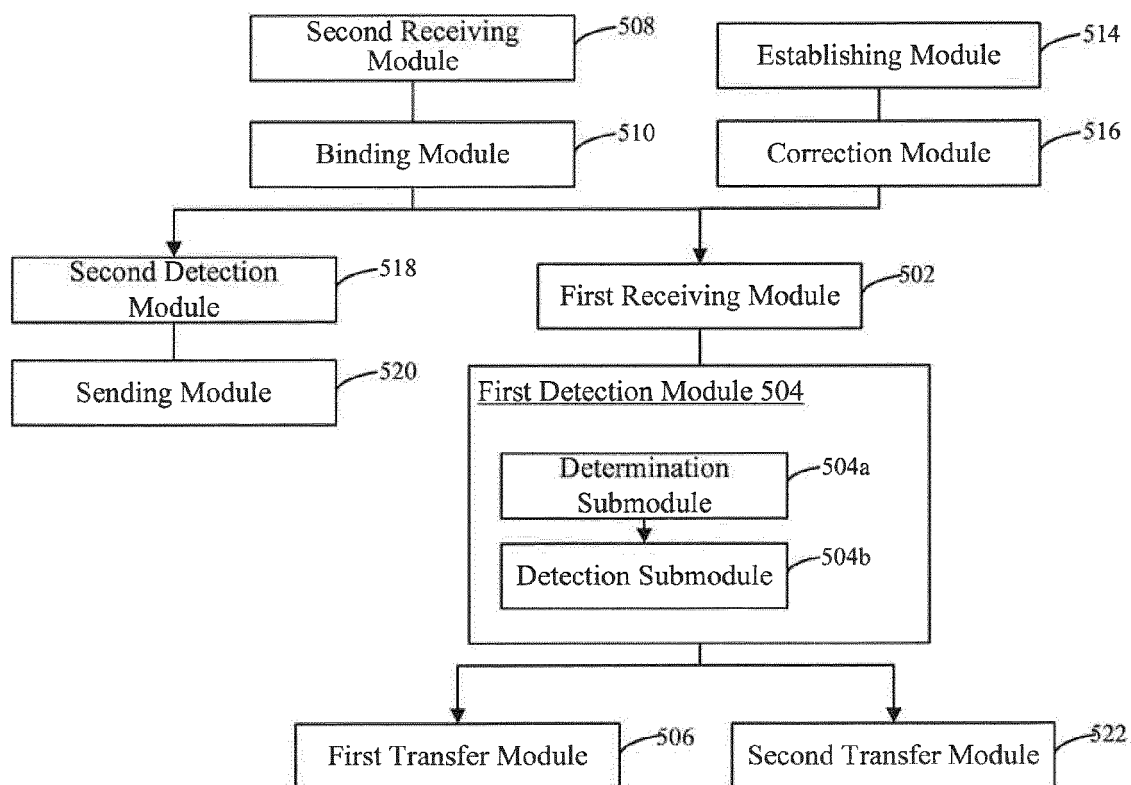 Second Receiving
Module
508
Establishing Module
514
Binding Module
510
Correction Module
516
Second Detection
Module
518
First Receiving Module
502
Sending Module
520
First Detection Module 504
Determination
Submodule
504a
Detection Submodule
504b
First Transfer Module
506
Second Transfer Module
522